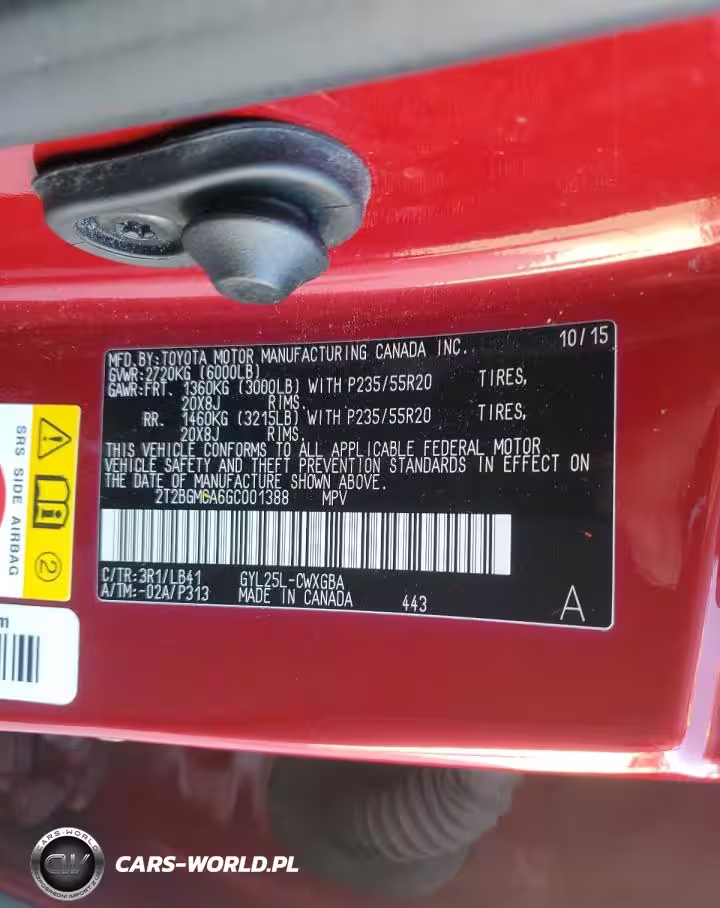 MFD.BY:TOYOTA MOTOR MANUFACTURING CANADA INC. 10/15
GVWR:2720KG (6000LB)
GAWR:FRT. 1360KG (3000LB) WITH P235/55R20 TIRES,
20X8J RIMS.
RR. 1460KG (3215LB) WITH P235/55R20 TIRES,
20X8J RIMS.
THIS VEHICLE CONFORMS TO ALL APPLICABLE FEDERAL MOTOR
VEHICLE SAFETY AND THEFT PREVENTION STANDARDS IN EFFECT ON
THE DATE OF MANUFACTURE SHOWN ABOVE.
2T2BGMCA6GC001388 MPV
C/TR:3R1/LB41 GYL25L-CWXGBA
A/TM:-02A/P313 MADE IN CANADA 443 A
SRS SIDE AIRBAG
2
m
CARS-WORLD
CW
CARS-WORLD.PL